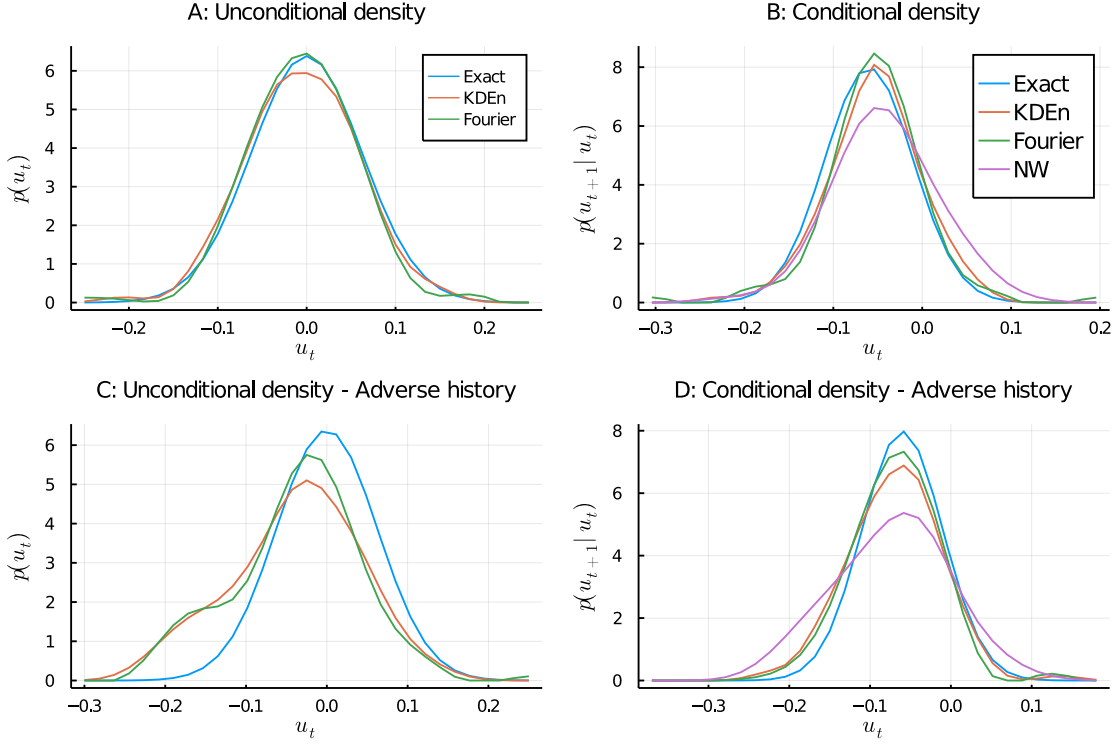 A: Unconditional density
6
5
4
3
2
1
0
p(u_t)
Exact
KDEn
Fourier
−0.2 −0.1 0.0 0.1 0.2
u_t
B: Conditional density
8
6
4
2
0
p(u_{t+1} | u_t)
Exact
KDEn
Fourier
NW
−0.3 −0.2 −0.1 0.0 0.1 0.2
u_t
C: Unconditional density - Adverse history
6
5
4
3
2
1
0
p(u_t)
−0.3 −0.2 −0.1 0.0 0.1 0.2
u_t
D: Conditional density - Adverse history
8
6
4
2
0
p(u_{t+1} | u_t)
−0.3 −0.2 −0.1 0.0 0.1
u_t